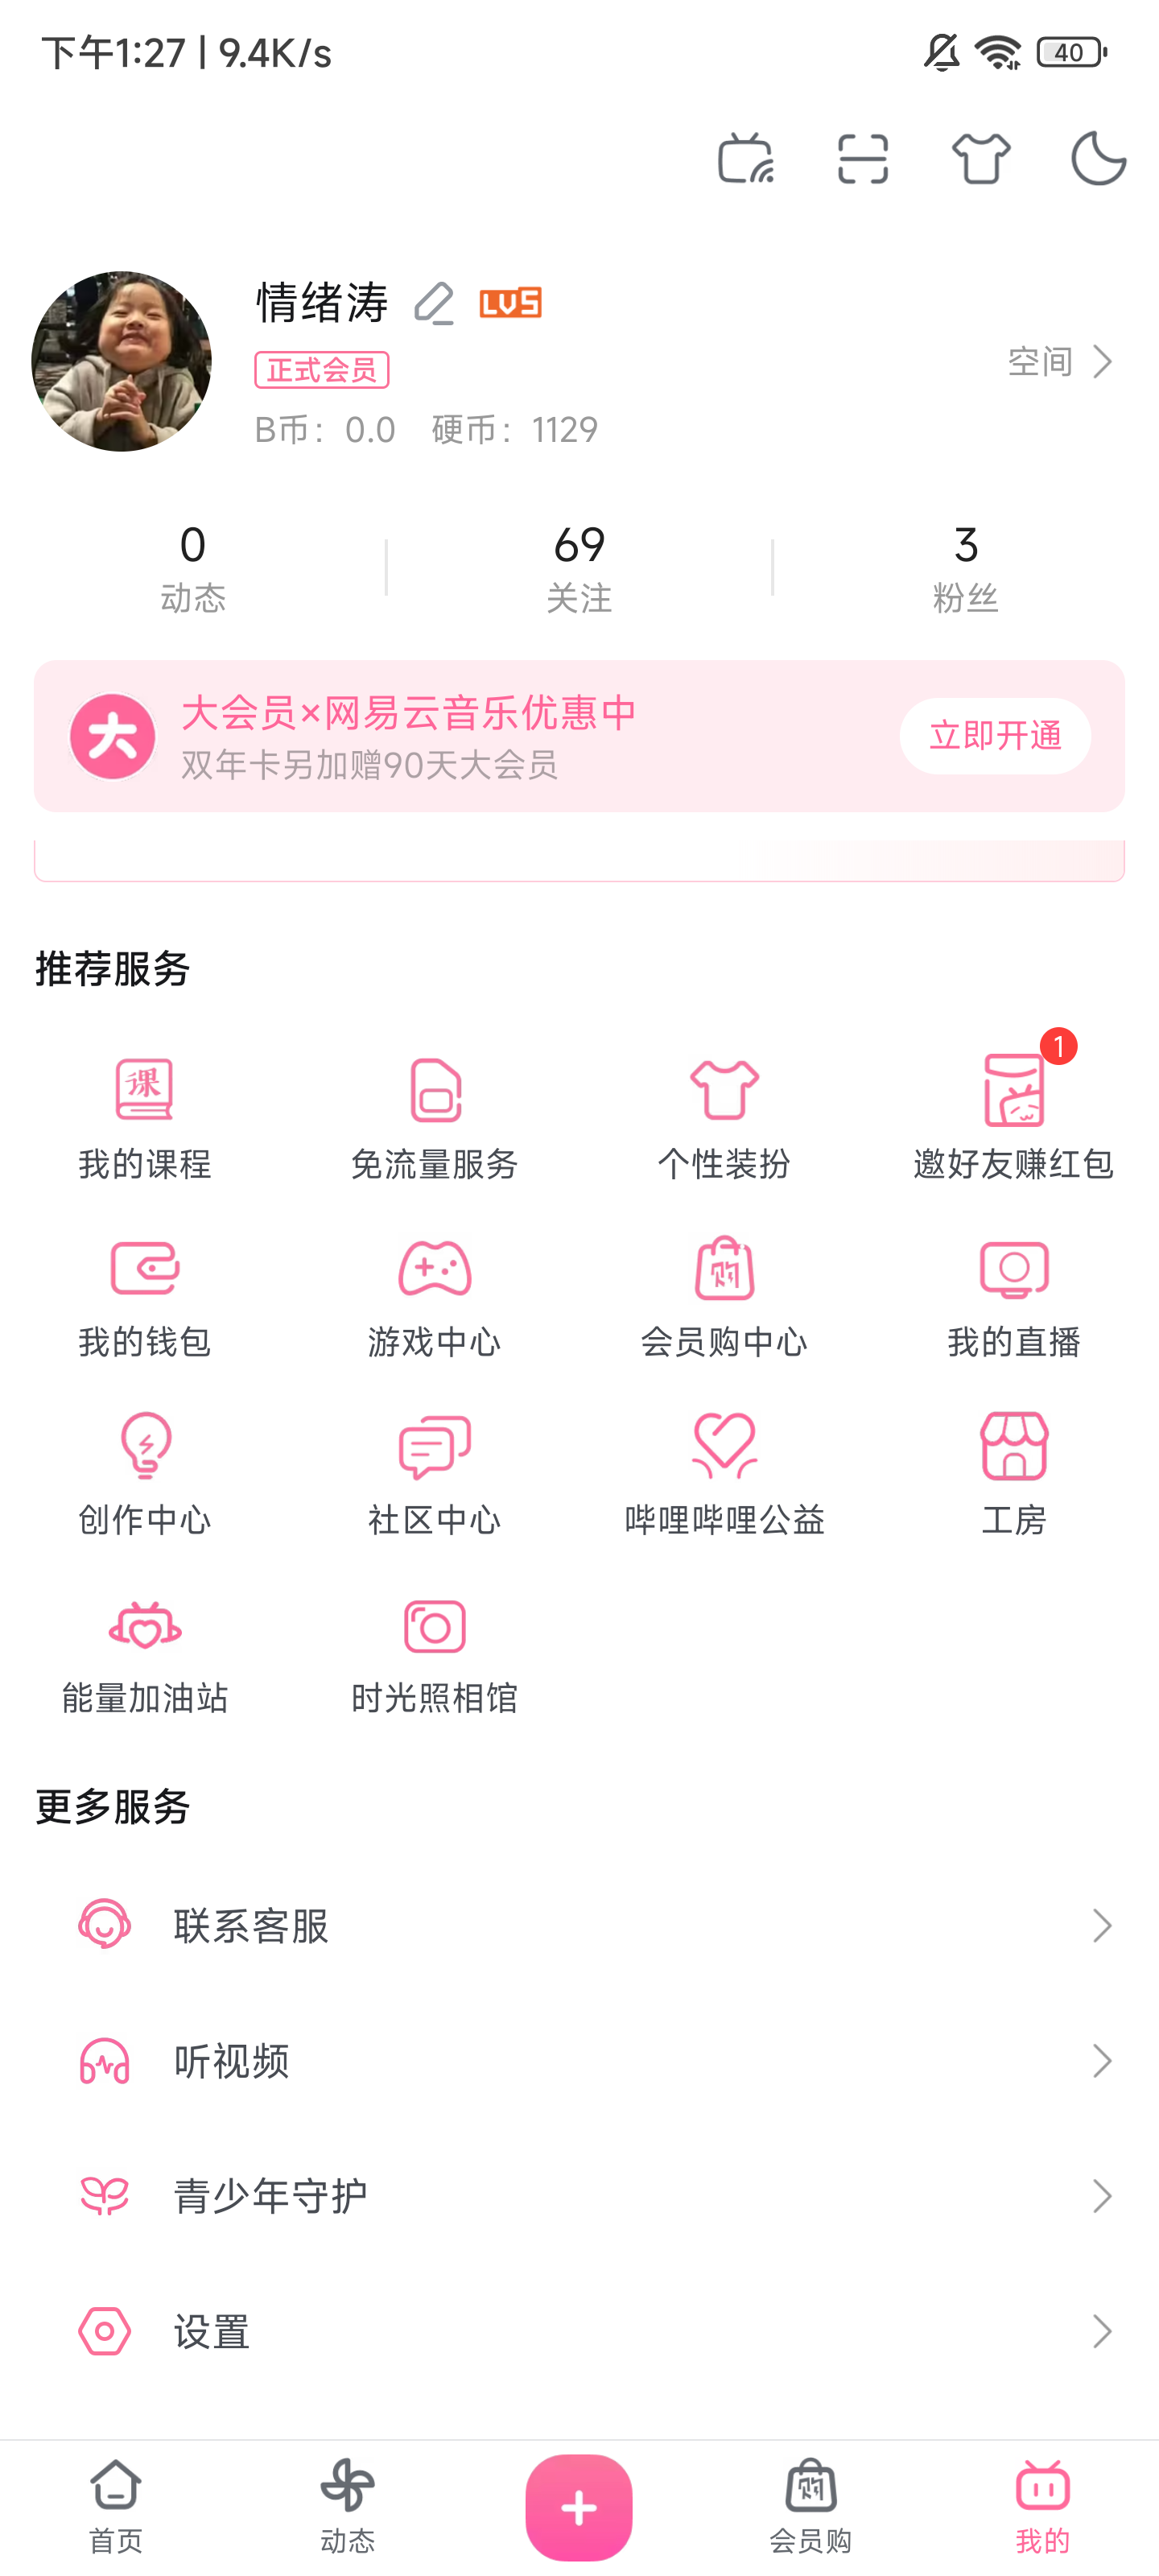 下午1:27 | 9.4K/s
40
情绪涛 LV5
正式会员
空间
B币：0.0 硬币：1129
0 69 3
动态 关注 粉丝
大
大会员×网易云音乐优惠中
双年卡另加赠90天大会员
立即开通
推荐服务
1
课
我的课程 免流量服务 个性装扮 邀好友赚红包
购
我的钱包 游戏中心 会员购中心 我的直播
创作中心 社区中心 哔哩哔哩公益 工房
能量加油站 时光照相馆
更多服务
联系客服
听视频
青少年守护
设置
购
首页 动态 会员购 我的